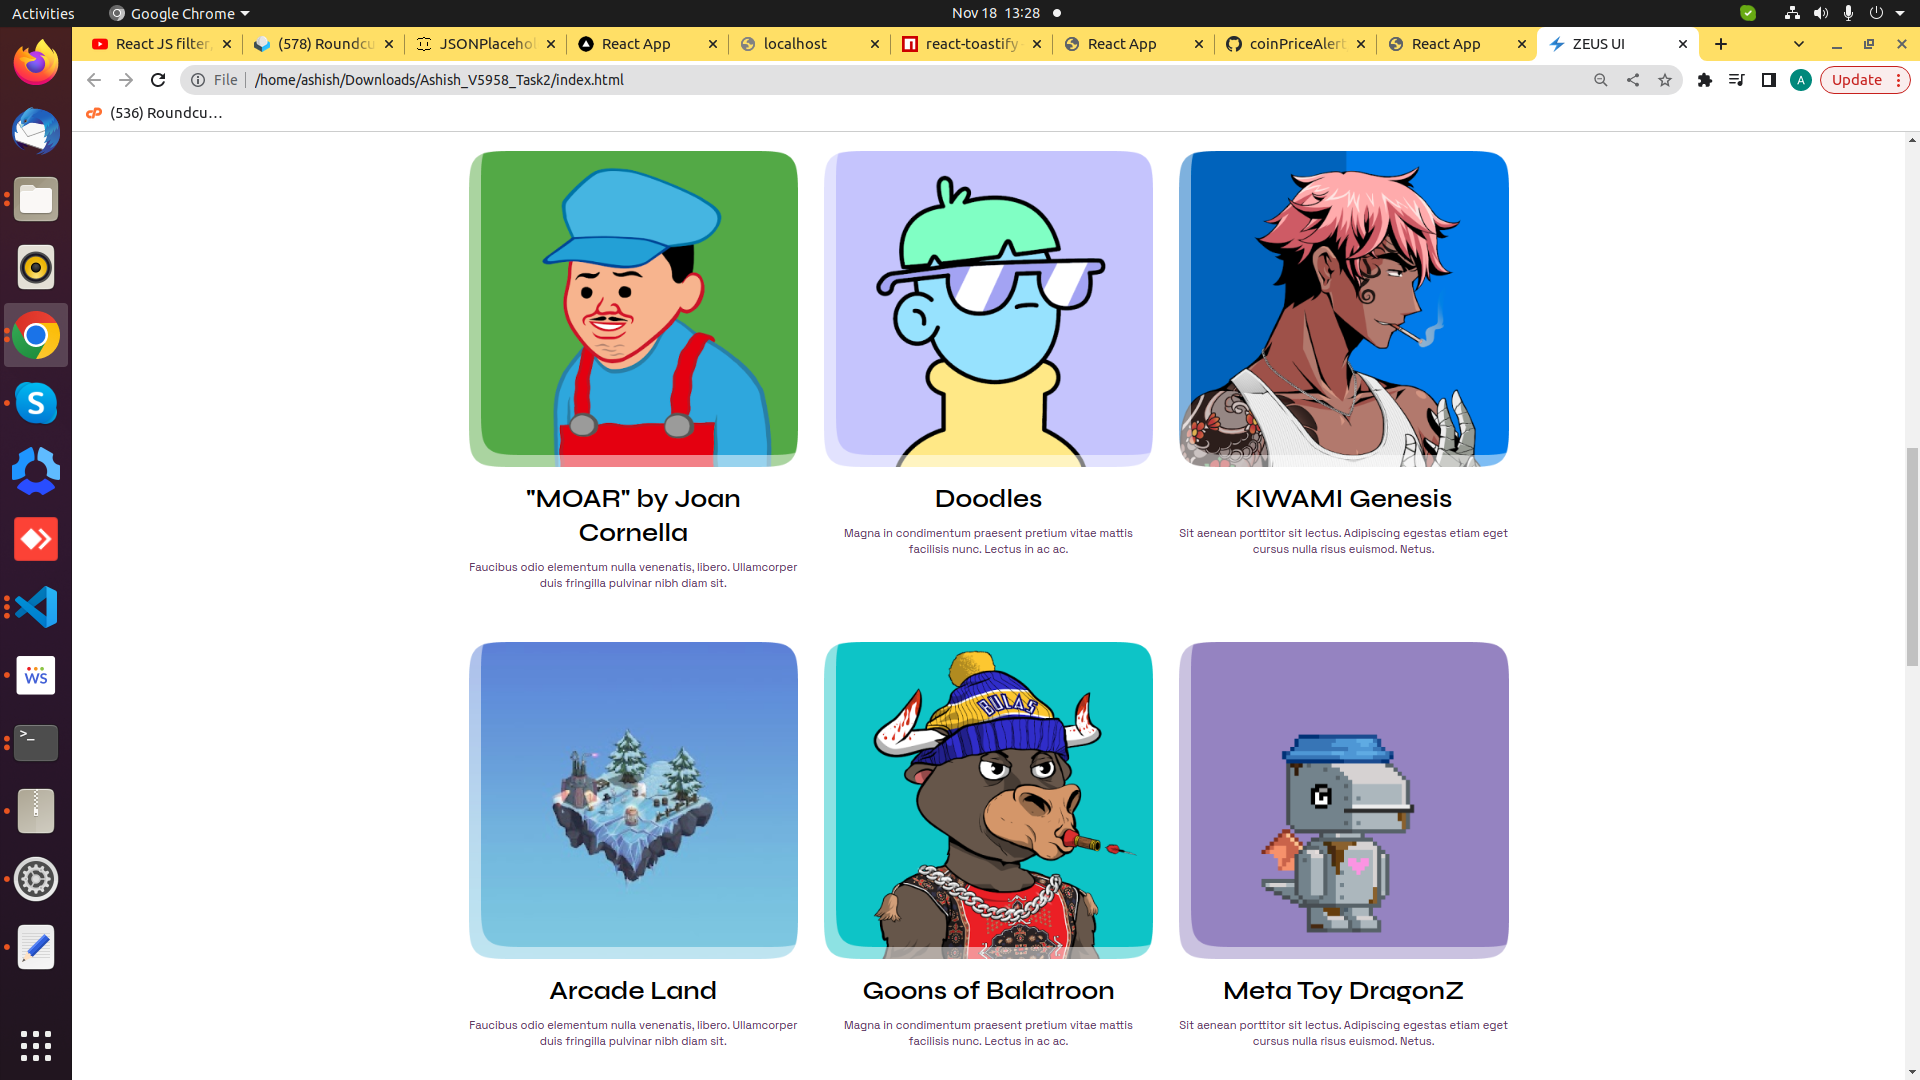 Activities
Google Chrome
Nov 18 13:28
React JS filter,
(578) Roundcu
JSONPlacehol
React App
localhost
react-toastify
React App
coinPriceAlert
React App
ZEUS UI
File
/home/ashish/Downloads/Ashish_V5958_Task2/index.html
A
Update
(536) Roundcu…
"MOAR" by Joan
Cornella
Faucibus odio elementum nulla venenatis, libero. Ullamcorper
duis fringilla pulvinar nibh diam sit.
Doodles
Magna in condimentum praesent pretium vitae mattis
facilisis nunc. Lectus in ac ac.
KIWAMI Genesis
Sit aenean porttitor sit lectus. Adipiscing egestas etiam eget
cursus nulla risus euismod. Netus.
BULAS
Arcade Land
Faucibus odio elementum nulla venenatis, libero. Ullamcorper
duis fringilla pulvinar nibh diam sit.
Goons of Balatroon
Magna in condimentum praesent pretium vitae mattis
facilisis nunc. Lectus in ac ac.
Meta Toy DragonZ
Sit aenean porttitor sit lectus. Adipiscing egestas etiam eget
cursus nulla risus euismod. Netus.
S
WS
>_